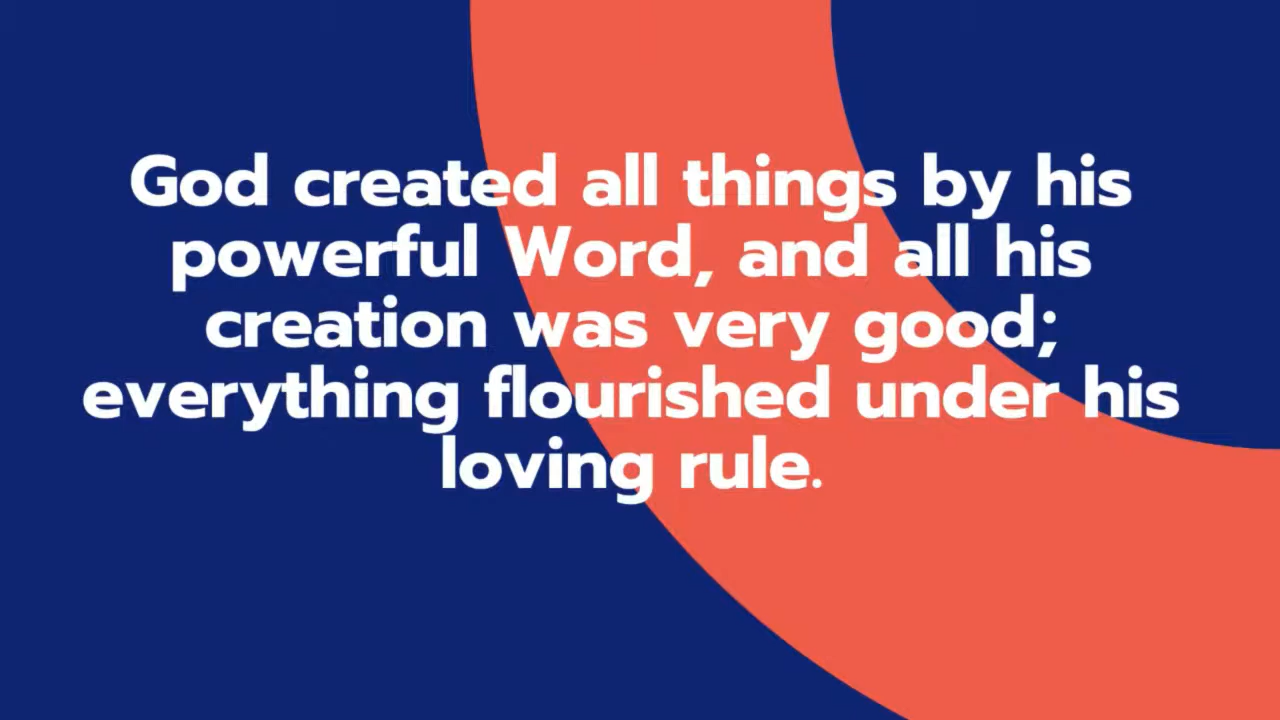 God created all things by his
powerful Word, and all his
creation was very good;
everything flourished under his
loving rule.